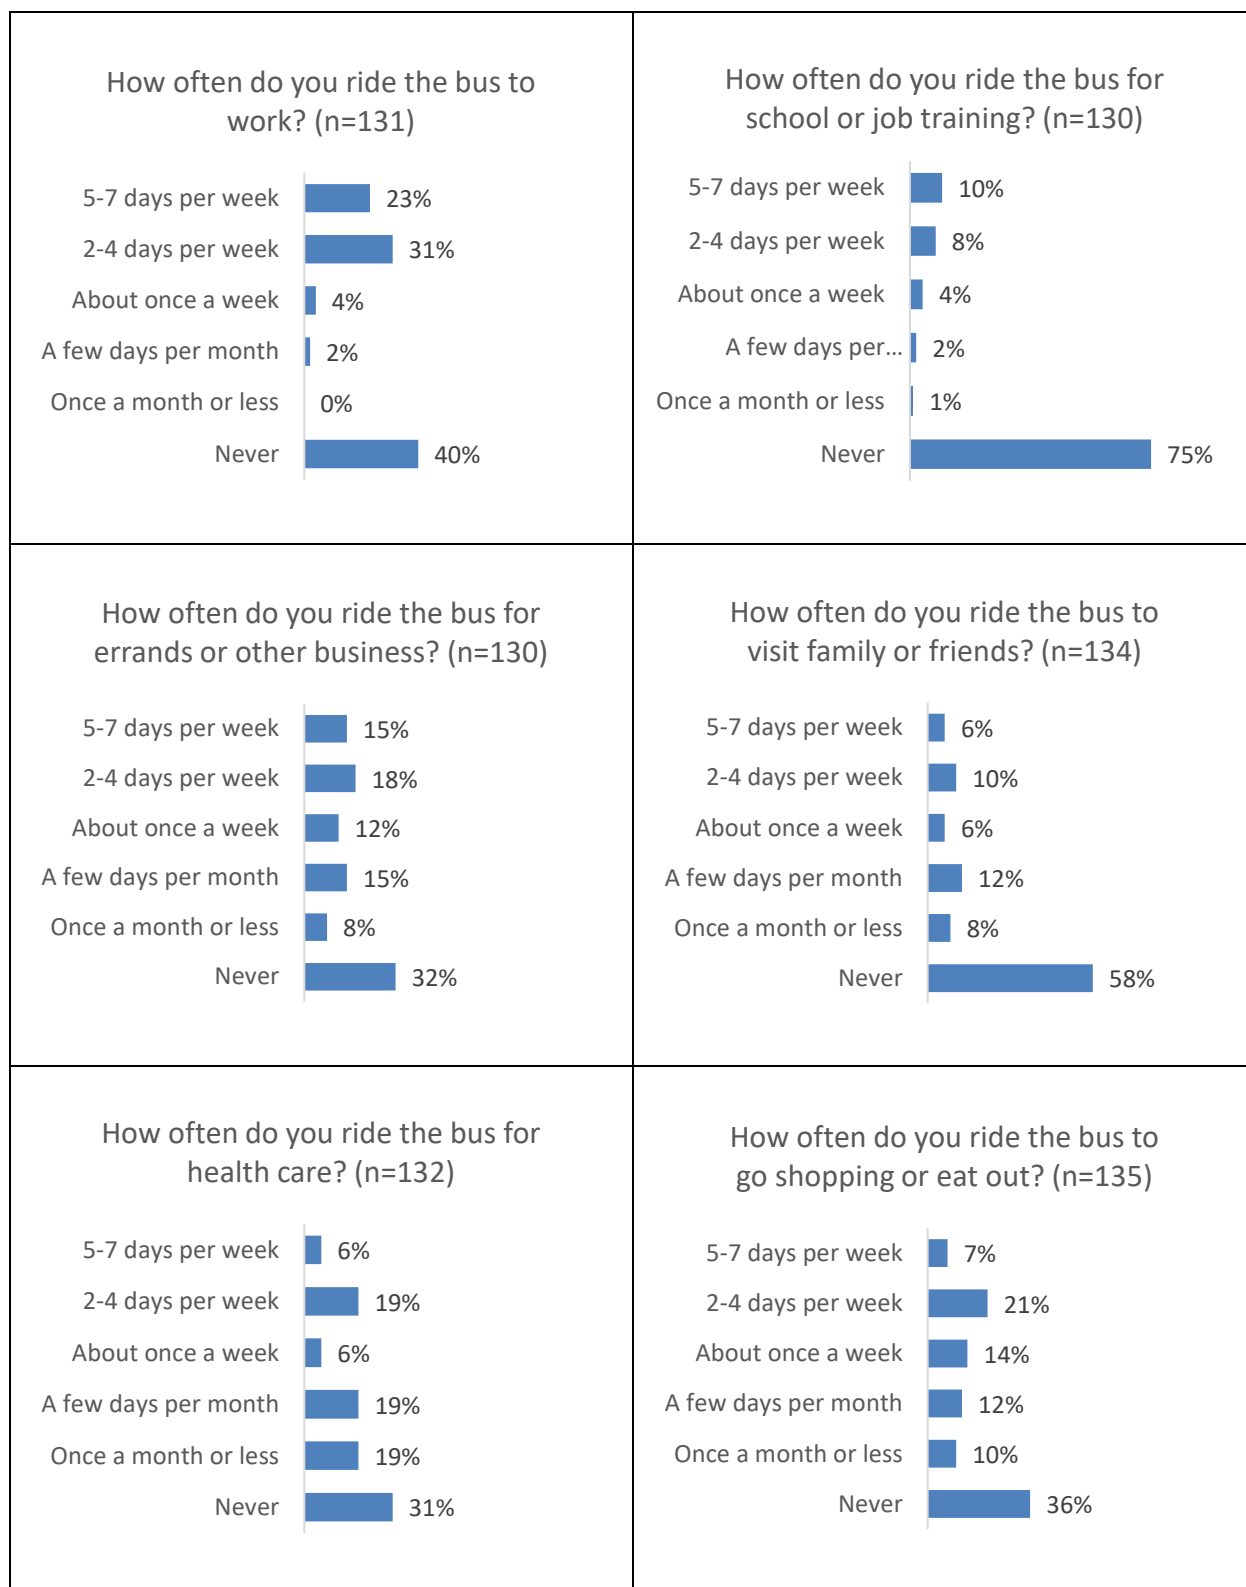 How often do you ride the bus to
work? (n=131)
5-7 days per week 23%
2-4 days per week 31%
About once a week 4%
A few days per month 2%
Once a month or less 0%
Never 40%
How often do you ride the bus for
school or job training? (n=130)
5-7 days per week 10%
2-4 days per week 8%
About once a week 4%
A few days per... 2%
Once a month or less 1%
Never 75%
How often do you ride the bus for
errands or other business? (n=130)
5-7 days per week 15%
2-4 days per week 18%
About once a week 12%
A few days per month 15%
Once a month or less 8%
Never 32%
How often do you ride the bus to
visit family or friends? (n=134)
5-7 days per week 6%
2-4 days per week 10%
About once a week 6%
A few days per month 12%
Once a month or less 8%
Never 58%
How often do you ride the bus for
health care? (n=132)
5-7 days per week 6%
2-4 days per week 19%
About once a week 6%
A few days per month 19%
Once a month or less 19%
Never 31%
How often do you ride the bus to
go shopping or eat out? (n=135)
5-7 days per week 7%
2-4 days per week 21%
About once a week 14%
A few days per month 12%
Once a month or less 10%
Never 36%